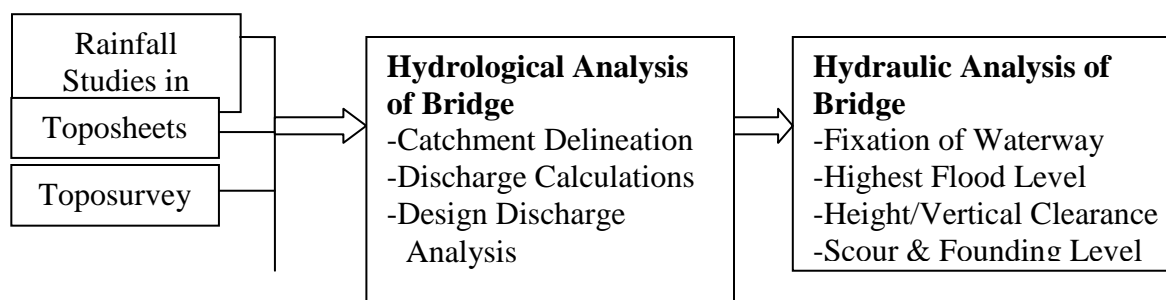 Rainfall
Studies in
Toposheets
Toposurvey
Hydrological Analysis
of Bridge
-Catchment Delineation
-Discharge Calculations
-Design Discharge
Analysis
Hydraulic Analysis of
Bridge
-Fixation of Waterway
-Highest Flood Level
-Height/Vertical Clearance
-Scour & Founding Level